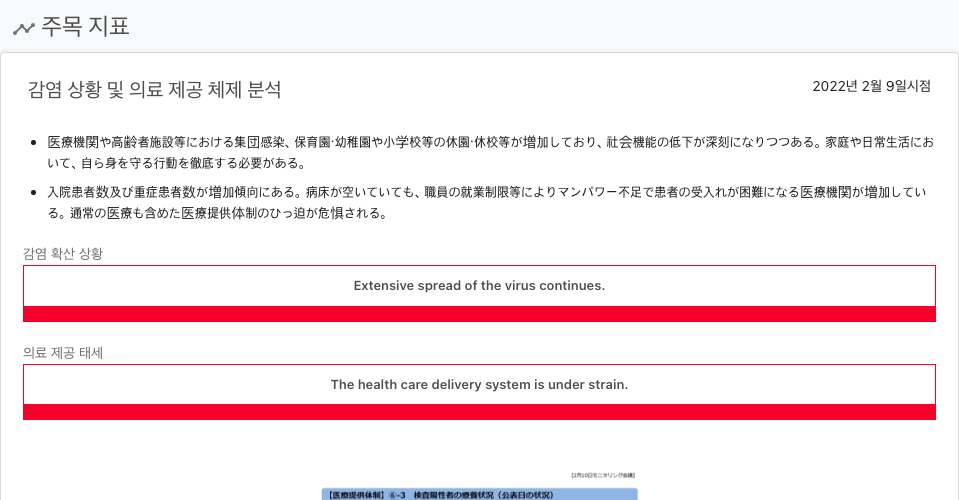 주목 지표
감염 상황 및 의료 제공 체제 분석
2022년 2월 9일시점
医療機関や高齢者施設等における集団感染、保育園·幼稚園や小学校等の休園·休校等が増加しており、社会機能の低下が深刻になりつつある。家庭や日常生活にお
いて、自ら身を守る行動を徹底する必要がある。
入院患者数及び重症患者数が増加傾向にある。病床が空いていても、職員の就業制限等によりマンパワー不足で患者の受入れが困難になる医療機関が増加してい
る。通常の医療も含めた医療提供体制のひっ迫が危惧される。
감염 확산 상황
Extensive spread of the virus continues.
의료 제공 태세
The health care delivery system is under strain.
【2月10日モニタリング会議】
【医療提供体制】⑥-3 検査陽性者の療養状況（公表日の状況）